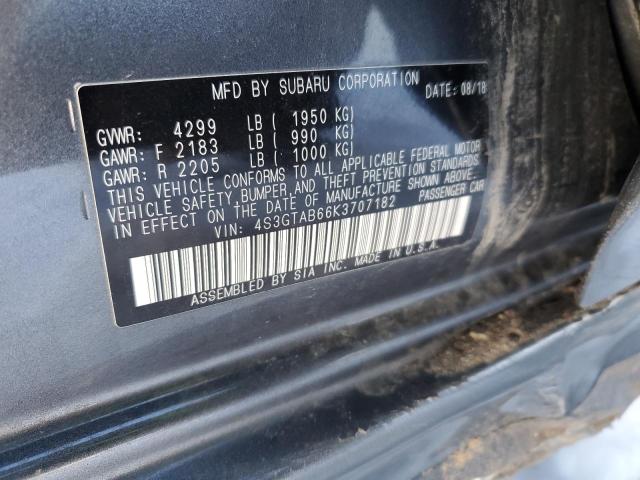 MFD BY SUBARU CORPORATION
DATE: 08/18
GVWR: 4299 LB ( 1950 KG)
GAWR: F 2183 LB ( 990 KG)
GAWR: R 2205 LB ( 1000 KG)
THIS VEHICLE CONFORMS TO ALL APPLICABLE FEDERAL MOTOR
VEHICLE SAFETY, BUMPER, AND THEFT PREVENTION STANDARDS
IN EFFECT ON THE DATE OF MANUFACTURE SHOWN ABOVE.
VIN: 4S3GTAB66K3707182 PASSENGER CAR
ASSEMBLED BY SIA INC. MADE IN U.S.A.